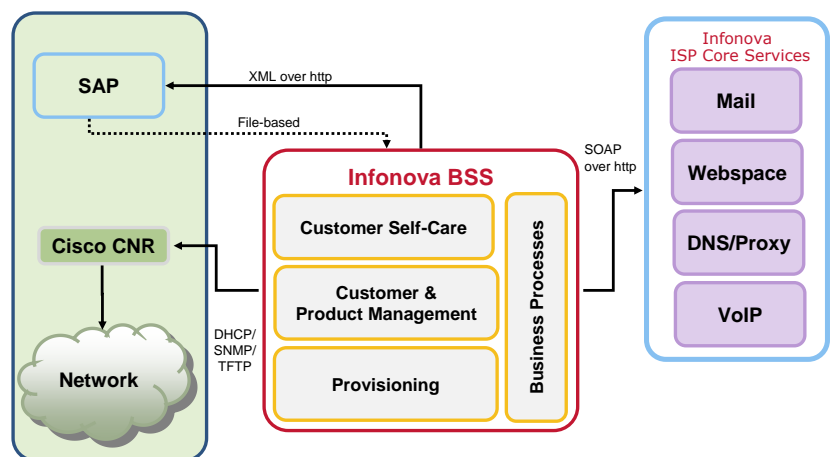 SAP
XML over http
File-based
Cisco CNR
DHCP/
SNMP/
TFTP
Network
Infonova BSS
Customer Self-Care
Customer &
Product Management
Provisioning
Business Processes
SOAP
over http
Infonova
ISP Core Services
Mail
Webspace
DNS/Proxy
VoIP